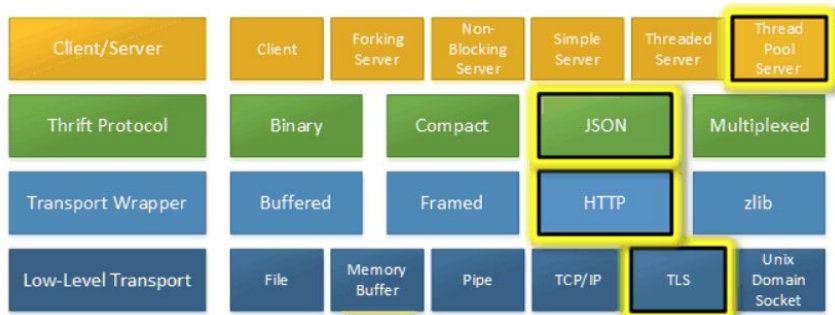 Client/Server Client Forking Server Non-Blocking Server Simple Server Threaded Server Thread Pool Server
Thrift Protocol Binary Compact JSON Multiplexed
Transport Wrapper Buffered Framed HTTP zlib
Low-Level Transport File Memory Buffer Pipe TCP/IP TLS Unix Domain Socket